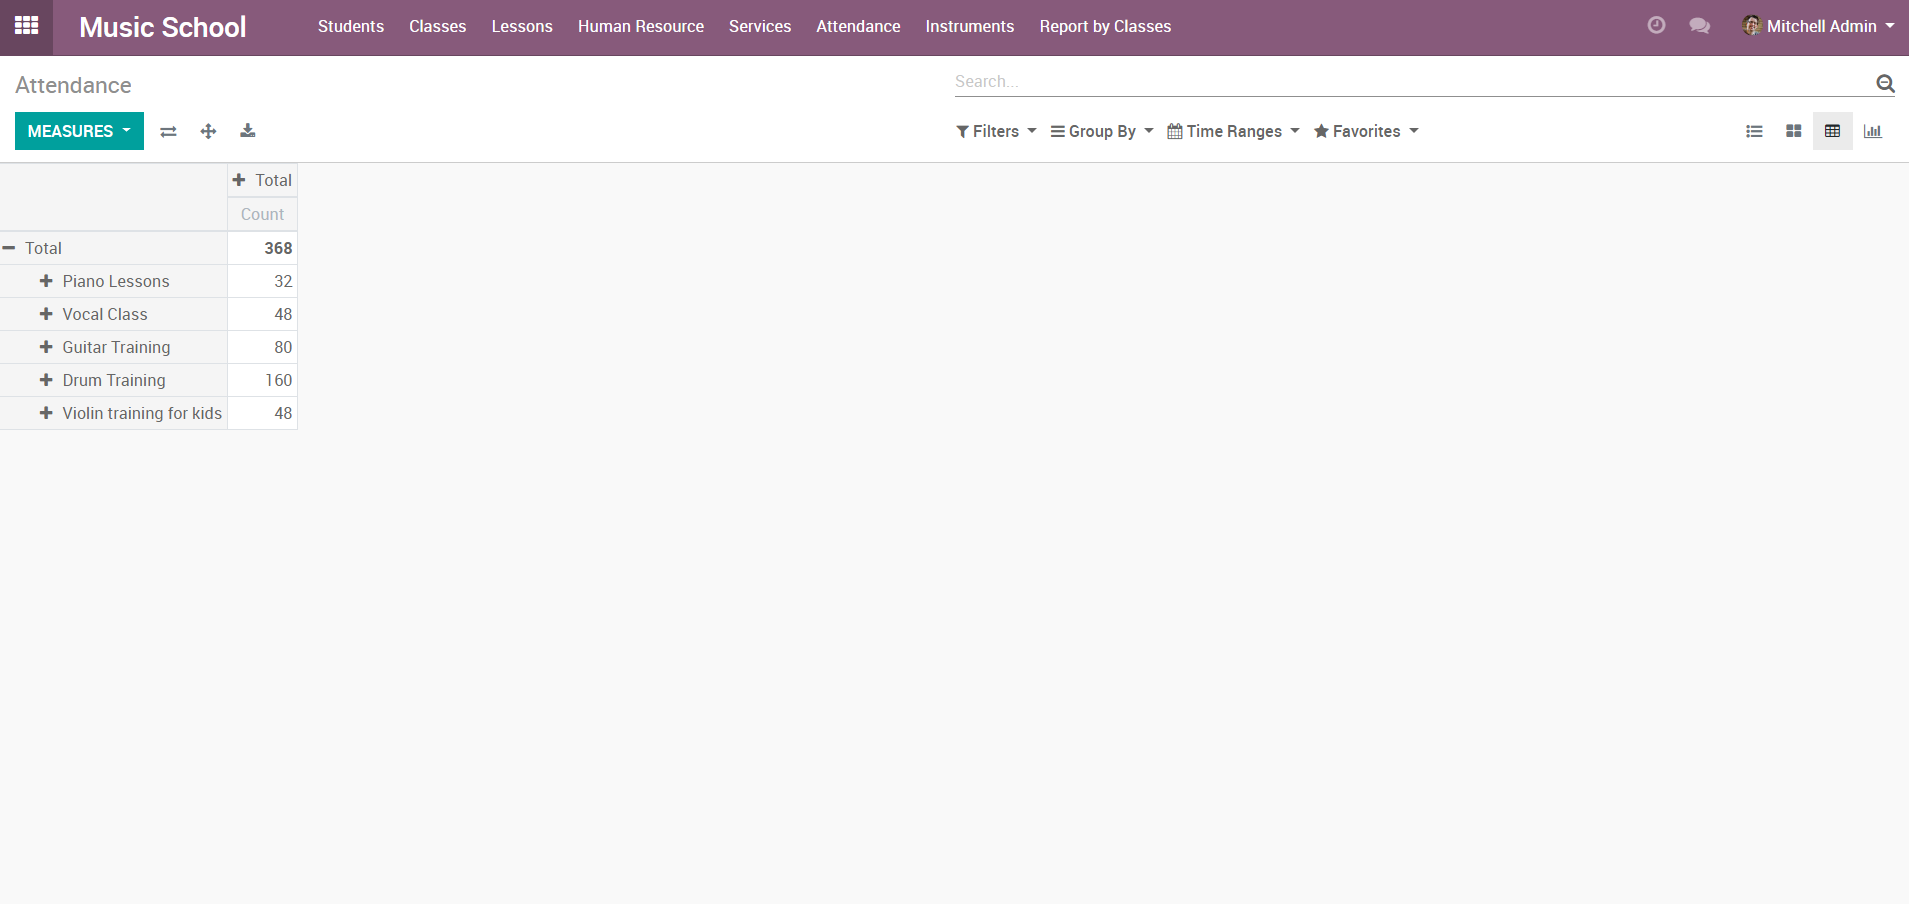 Music School Students Classes Lessons Human Resource Services Attendance Instruments Report by Classes Mitchell Admin
Attendance Search...
MEASURES Filters Group By Time Ranges Favorites
Total
Count
Total 368
Piano Lessons 32
Vocal Class 48
Guitar Training 80
Drum Training 160
Violin training for kids 48